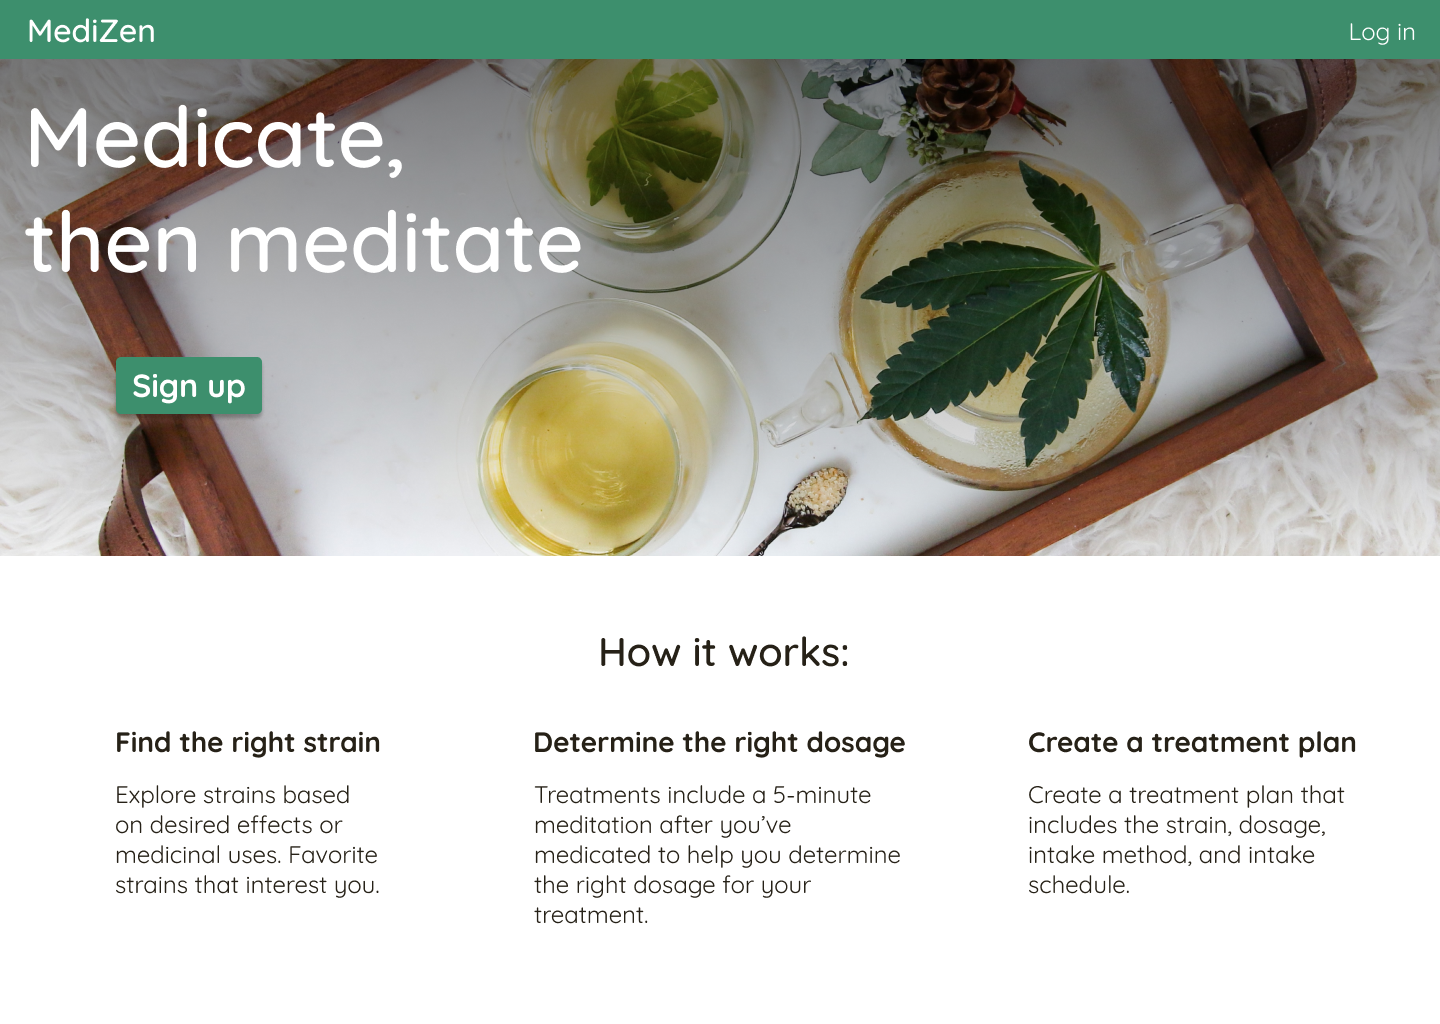 MediZen
Log in
Medicate,
then meditate
Sign up
How it works:
Find the right strain
Explore strains based
on desired effects or
medicinal uses. Favorite
strains that interest you.
Determine the right dosage
Treatments include a 5-minute
meditation after you’ve
medicated to help you determine
the right dosage for your
treatment.
Create a treatment plan
Create a treatment plan that
includes the strain, dosage,
intake method, and intake
schedule.